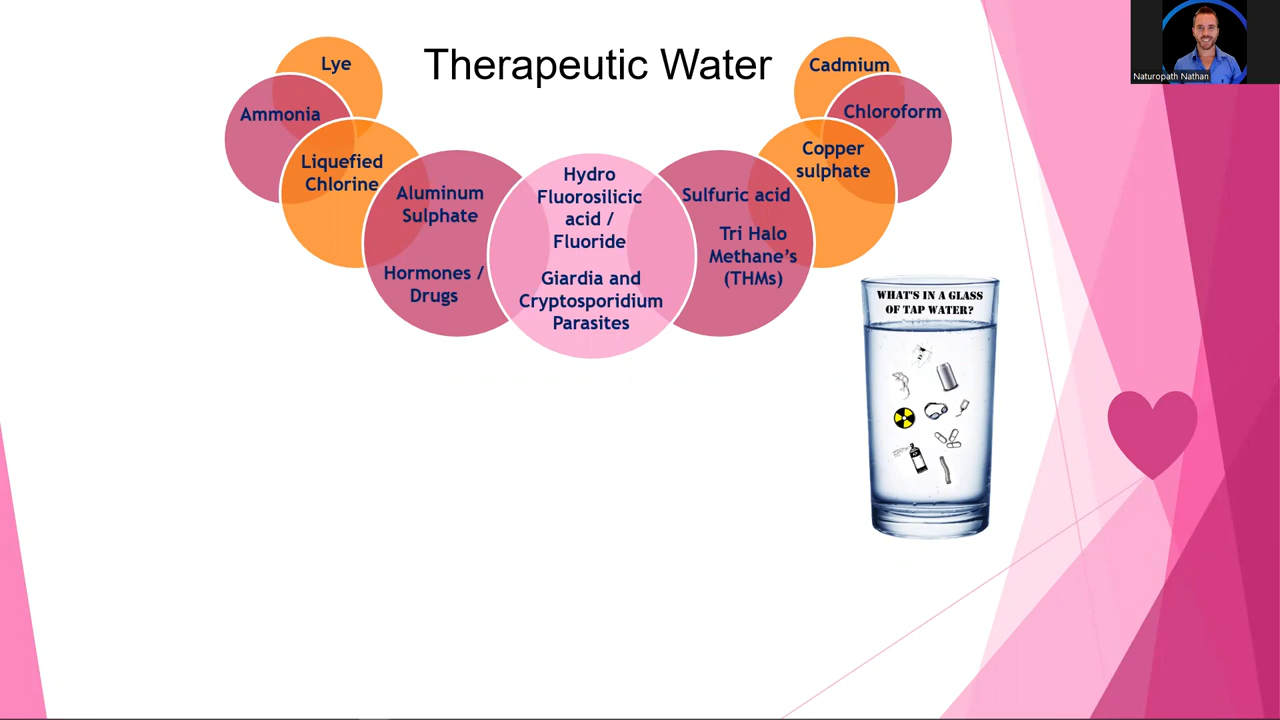 Therapeutic Water
Lye
Ammonia
Liquefied
Chlorine
Aluminum
Sulphate
Hormones /
Drugs
Hydro
Fluorosilicic
acid /
Fluoride
Giardia and
Cryptosporidium
Parasites
Sulfuric acid
Tri Halo
Methane's
(THMs)
Copper
sulphate
Cadmium
Chloroform
WHAT'S IN A GLASS
OF TAP WATER?
Naturopath Nathan